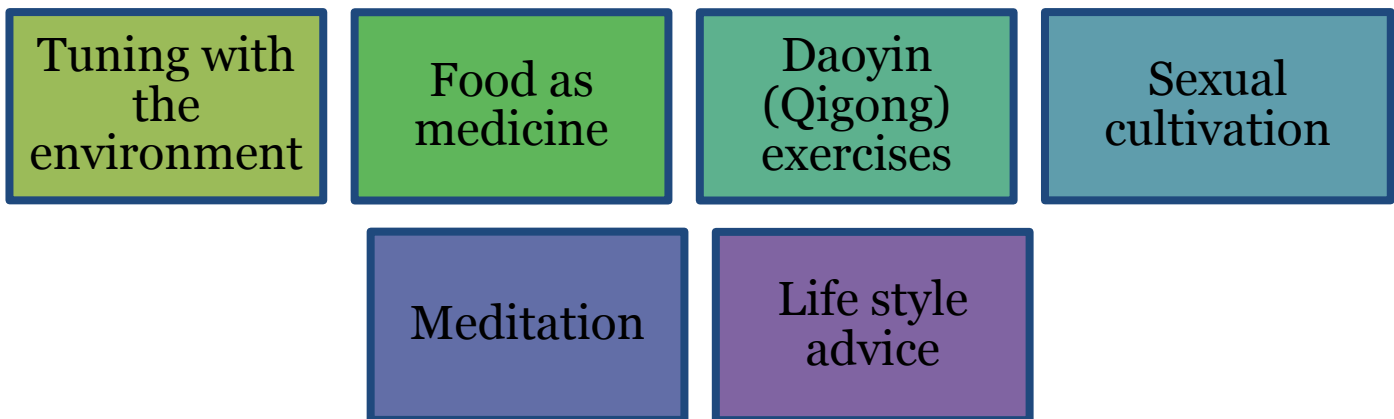 Tuning with
the
environment
Food as
medicine
Daoyin
(Qigong)
exercises
Sexual
cultivation
Meditation
Life style
advice